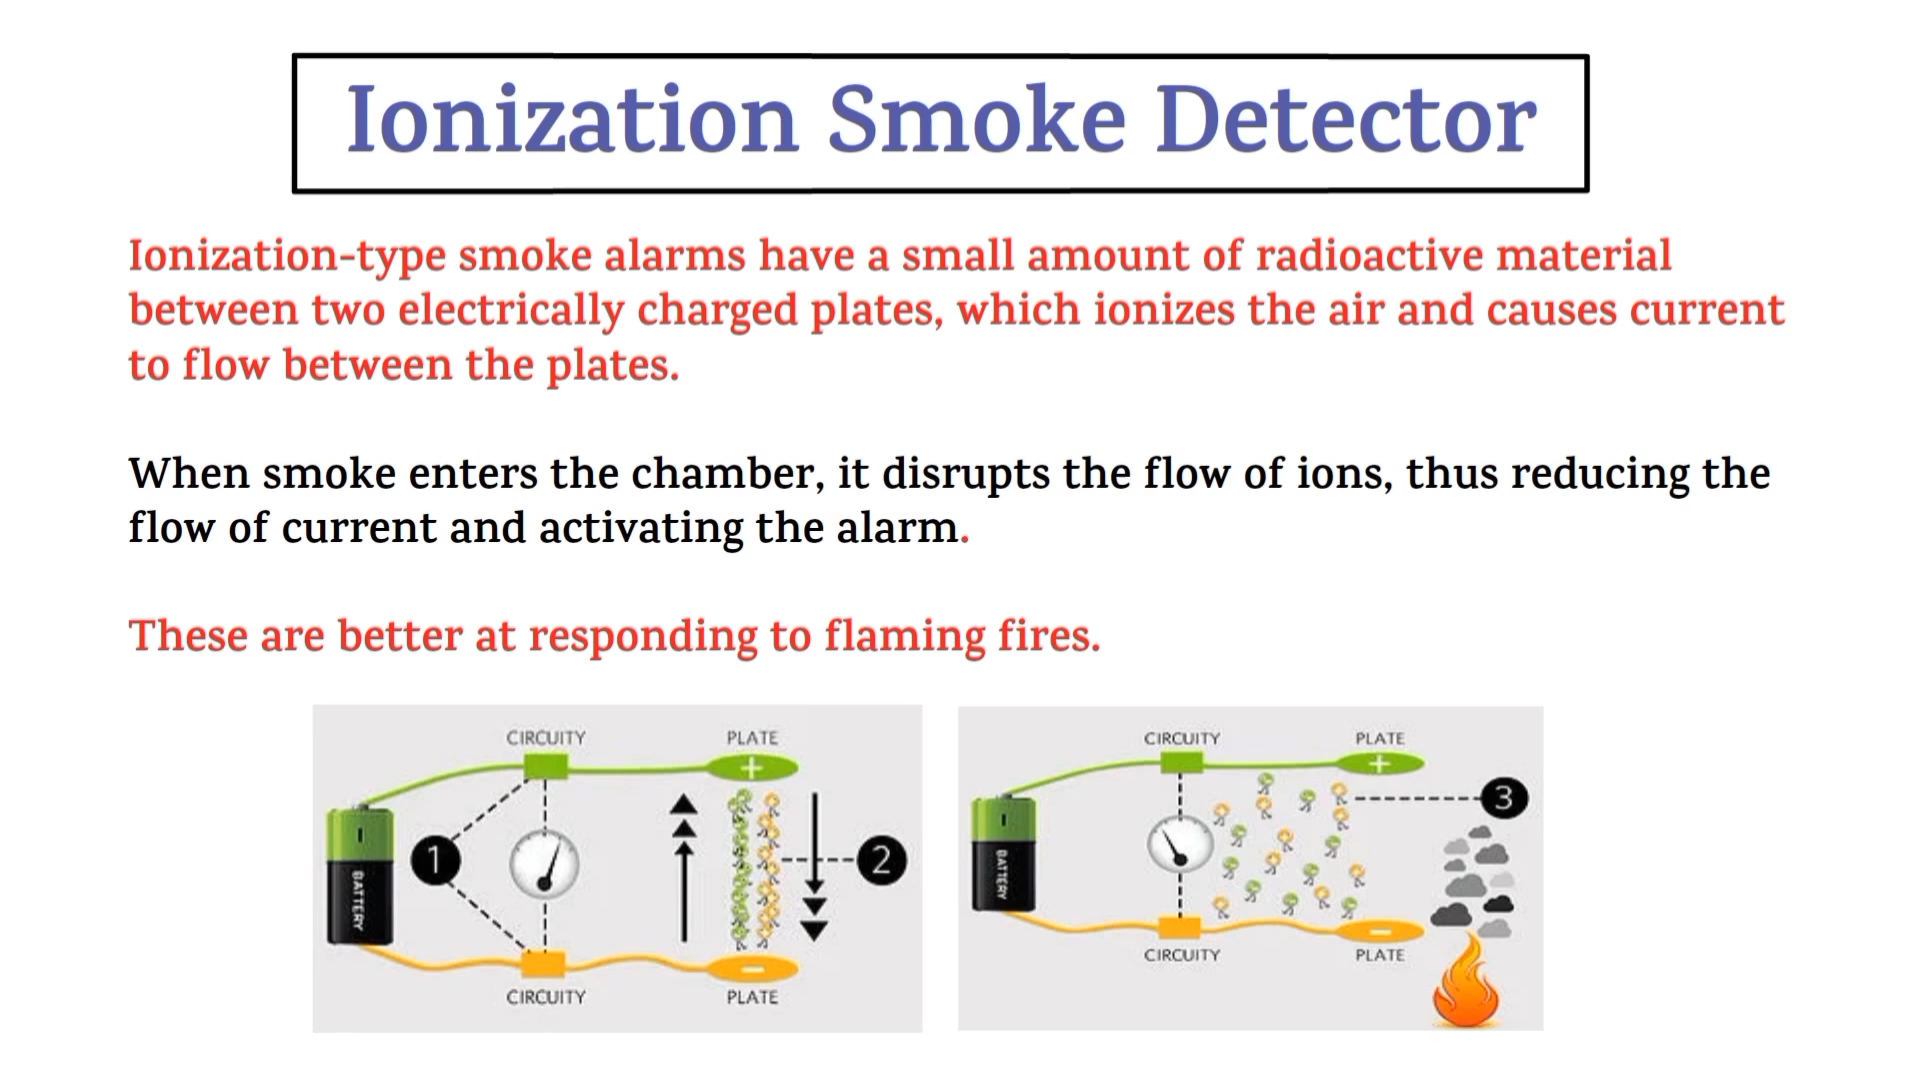 Ionization Smoke Detector
Ionization-type smoke alarms have a small amount of radioactive material
between two electrically charged plates, which ionizes the air and causes current
to flow between the plates.
When smoke enters the chamber, it disrupts the flow of ions, thus reducing the
flow of current and activating the alarm.
These are better at responding to flaming fires.
CIRCUITY PLATE
+
1
2
BATTERY
-
CIRCUITY PLATE
CIRCUITY PLATE
+
3
BATTERY
-
CIRCUITY PLATE